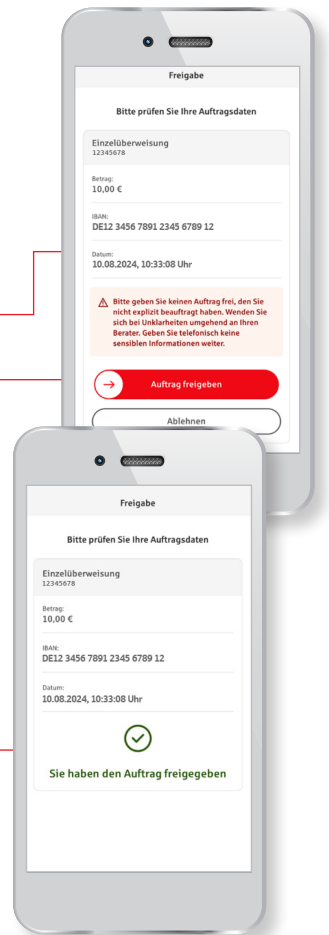 Freigabe
Bitte prüfen Sie Ihre Auftragsdaten
Einzelüberweisung
12345678
Betrag:
10,00 €
IBAN:
DE12 3456 7891 2345 6789 12
Datum:
10.08.2024, 10:33:08 Uhr
Bitte geben Sie keinen Auftrag frei, den Sie
nicht explizit beauftragt haben. Wenden Sie
sich bei Unklarheiten umgehend an Ihren
Berater. Geben Sie telefonisch keine
sensiblen Informationen weiter.
Auftrag freigeben
Ablehnen
Freigabe
Bitte prüfen Sie Ihre Auftragsdaten
Einzelüberweisung
12345678
Betrag:
10,00 €
IBAN:
DE12 3456 7891 2345 6789 12
Datum:
10.08.2024, 10:33:08 Uhr
Sie haben den Auftrag freigegeben